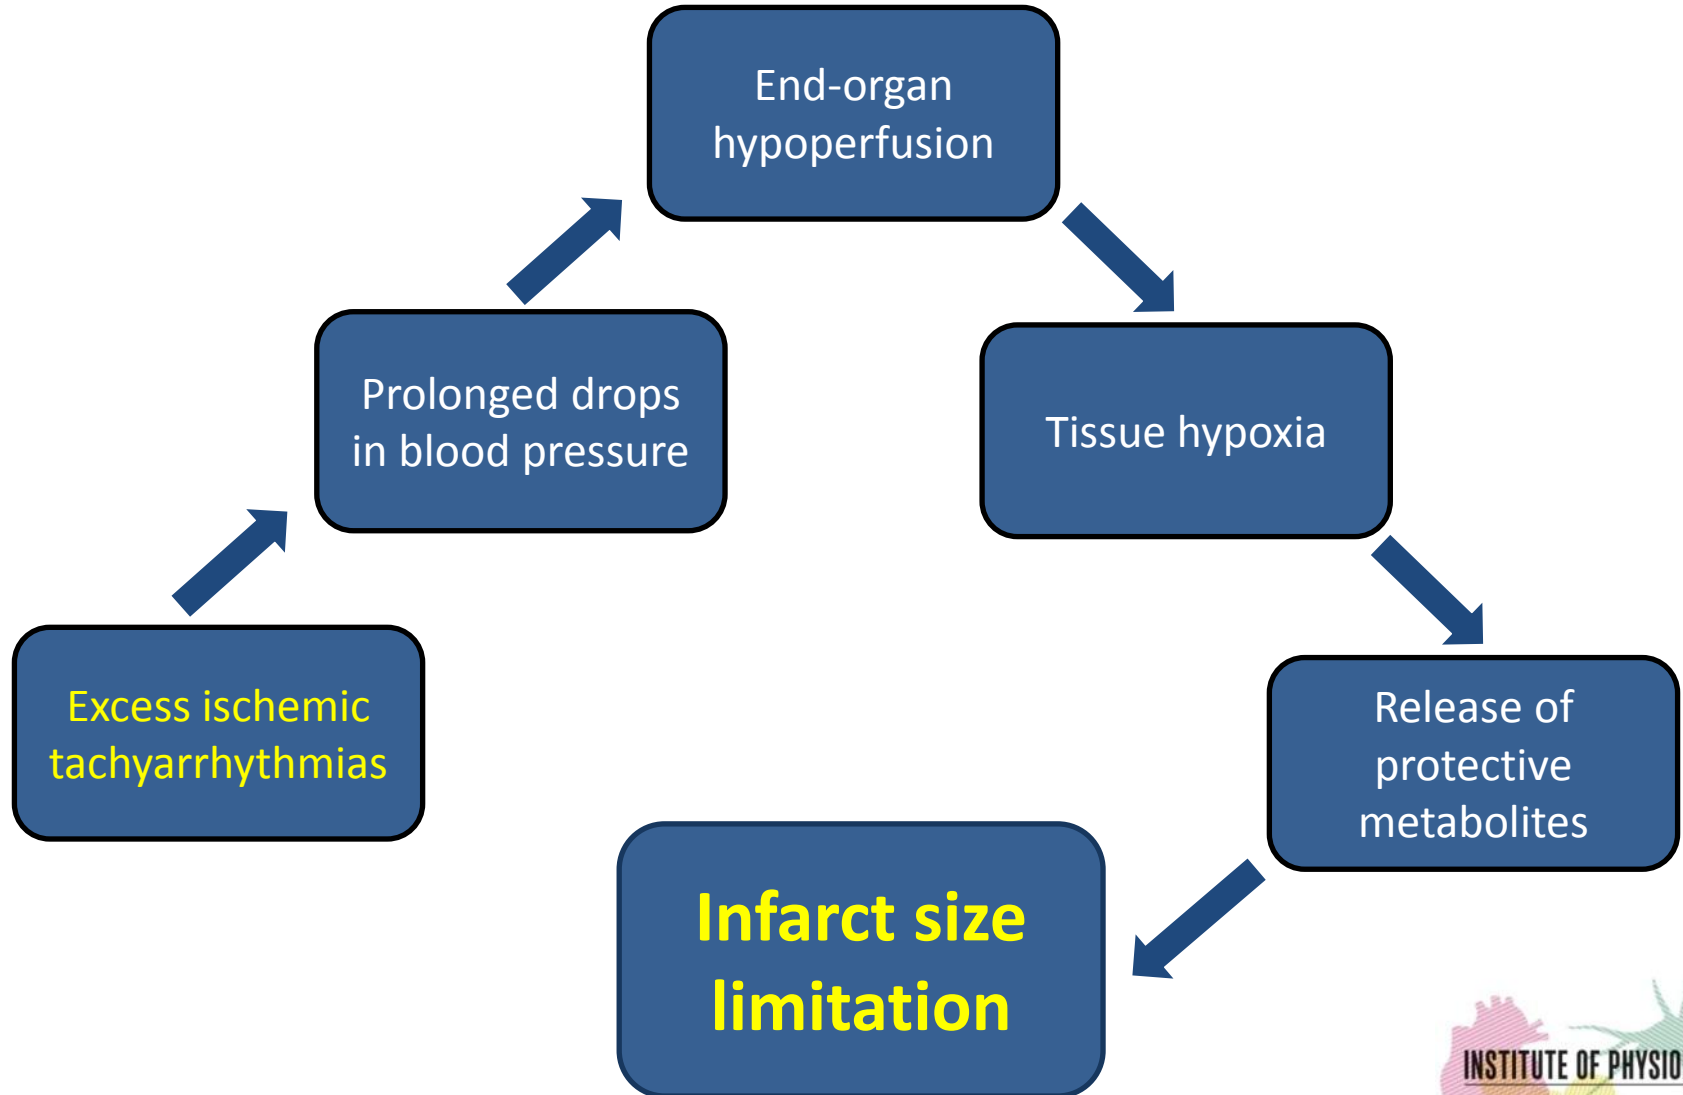 End-organ
hypoperfusion
Prolonged drops
in blood pressure
Tissue hypoxia
Excess ischemic
tachyarrhythmias
Release of
protective
metabolites
Infarct size
limitation
INSTITUTE OF PHYSIO